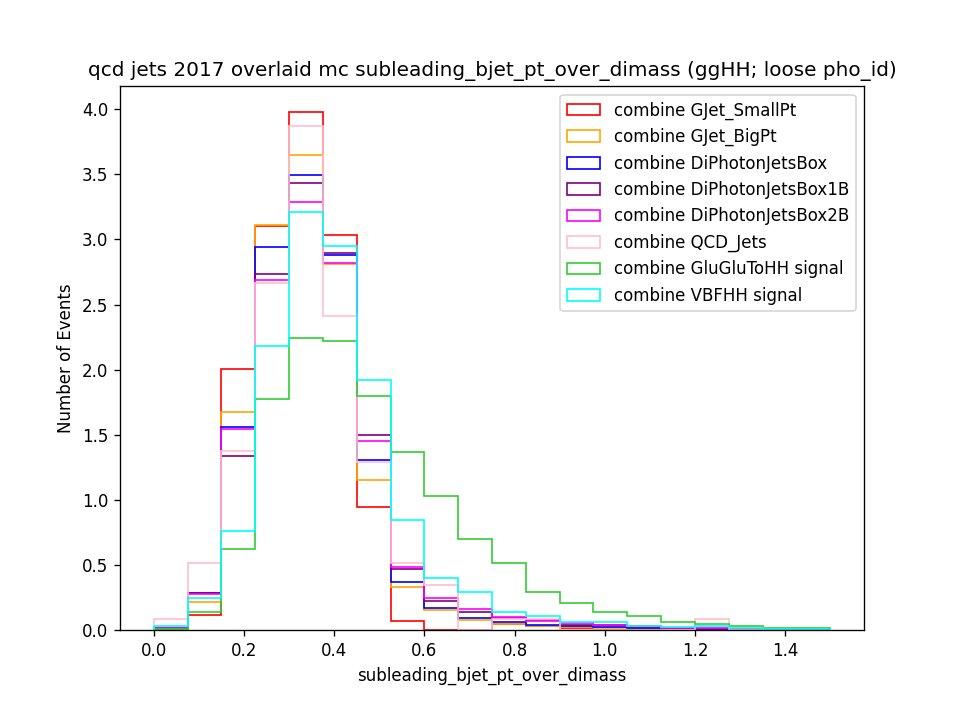 qcd jets 2017 overlaid mc subleading_bjet_pt_over_dimass (ggHH; loose pho_id)
combine GJet_SmallPt
combine GJet_BigPt
combine DiPhotonJetsBox
combine DiPhotonJetsBox1B
combine DiPhotonJetsBox2B
combine QCD_Jets
combine GluGluToHH signal
combine VBFHH signal
Number of Events
4.0
3.5
3.0
2.5
2.0
1.5
1.0
0.5
0.0
0.0 0.2 0.4 0.6 0.8 1.0 1.2 1.4
subleading_bjet_pt_over_dimass